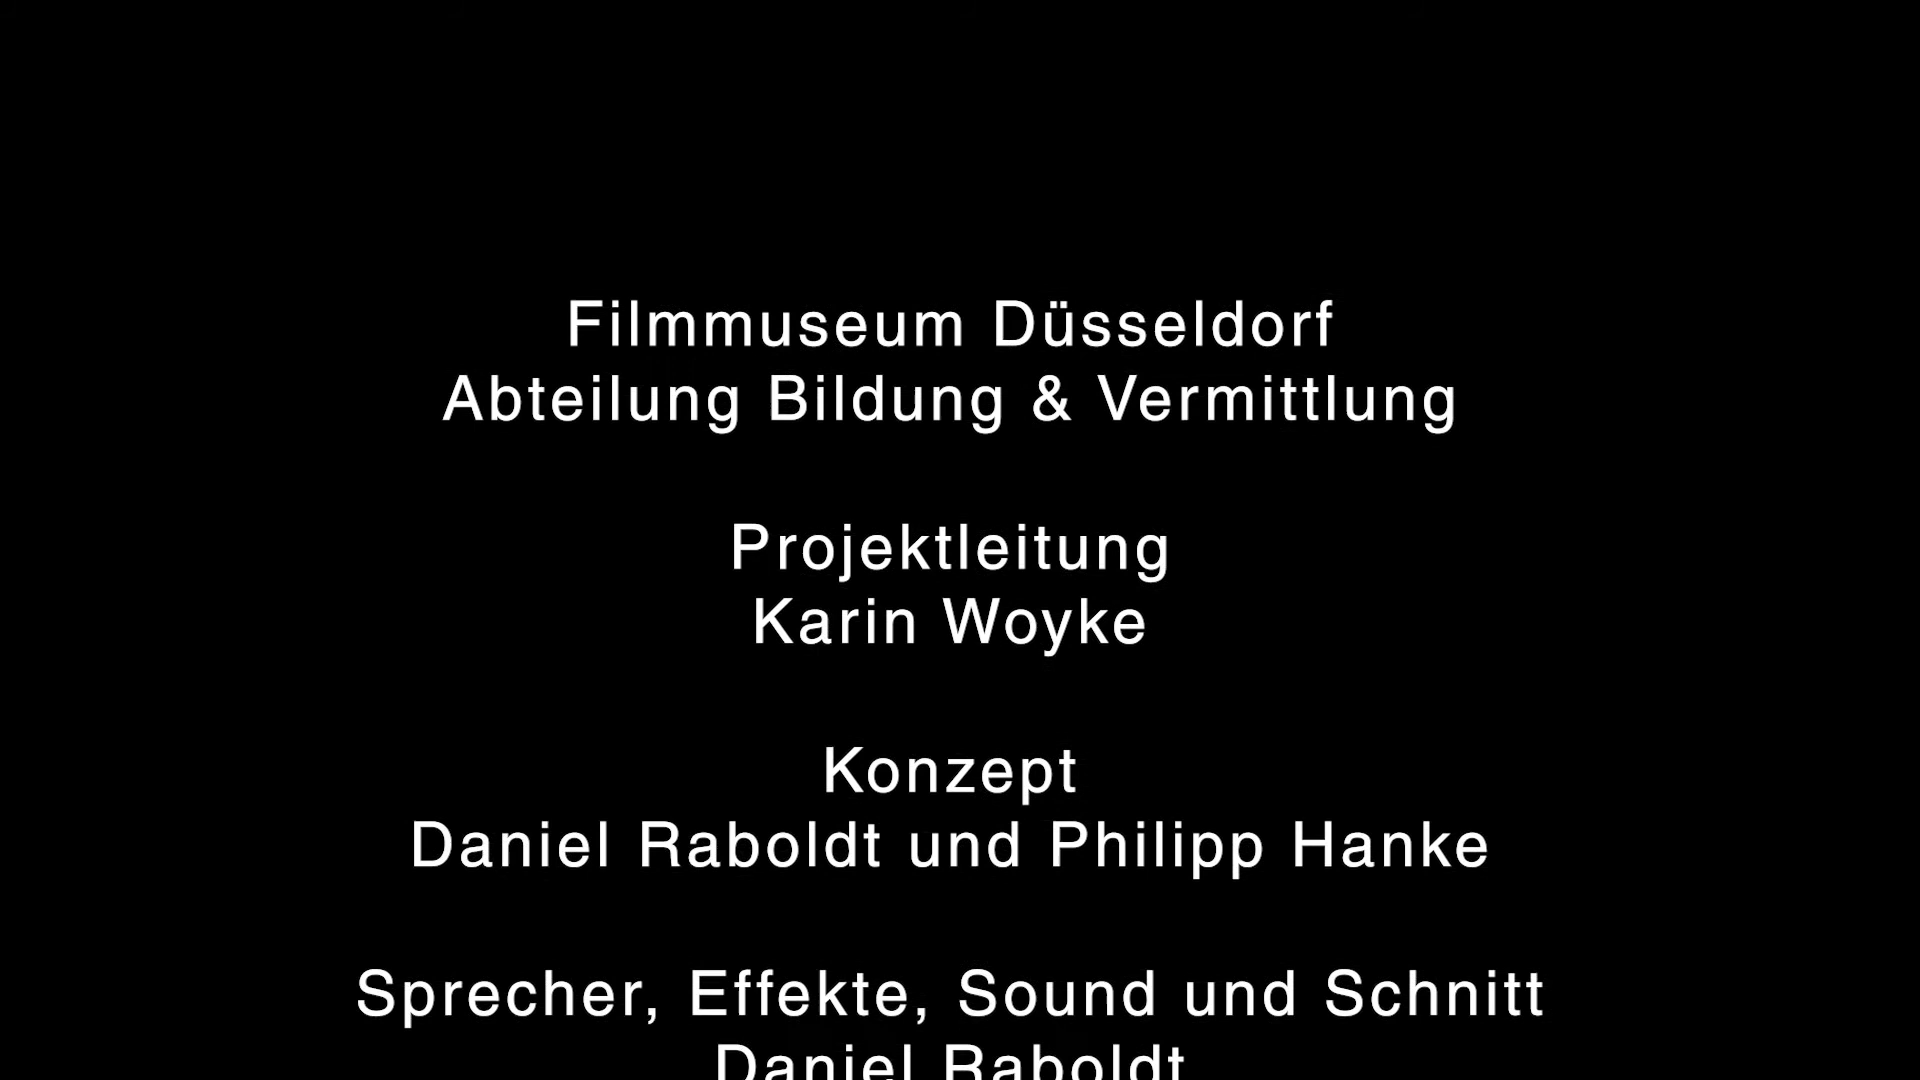 Filmmuseum Düsseldorf
Abteilung Bildung & Vermittlung
Projektleitung
Karin Woyke
Konzept
Daniel Raboldt und Philipp Hanke
Sprecher, Effekte, Sound und Schnitt
Daniel Raboldt